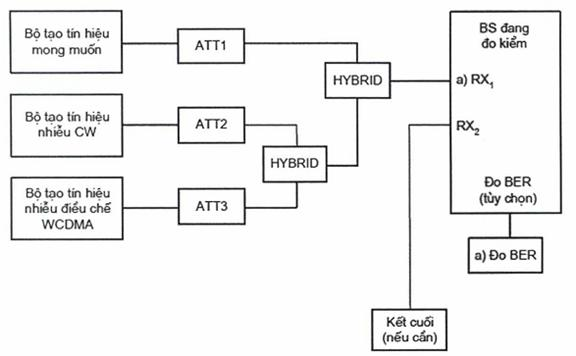 Bộ tạo tín hiệu
mong muốn
ATT1
HYBRID
BS đang
đo kiểm
a) RX₁
RX₂
Bộ tạo tín hiệu
nhiễu CW
ATT2
HYBRID
Bộ tạo tín hiệu
nhiễu điều chế
WCDMA
ATT3
Đo BER
(tùy chọn)
a) Đo BER
Kết cuối
(nếu cần)